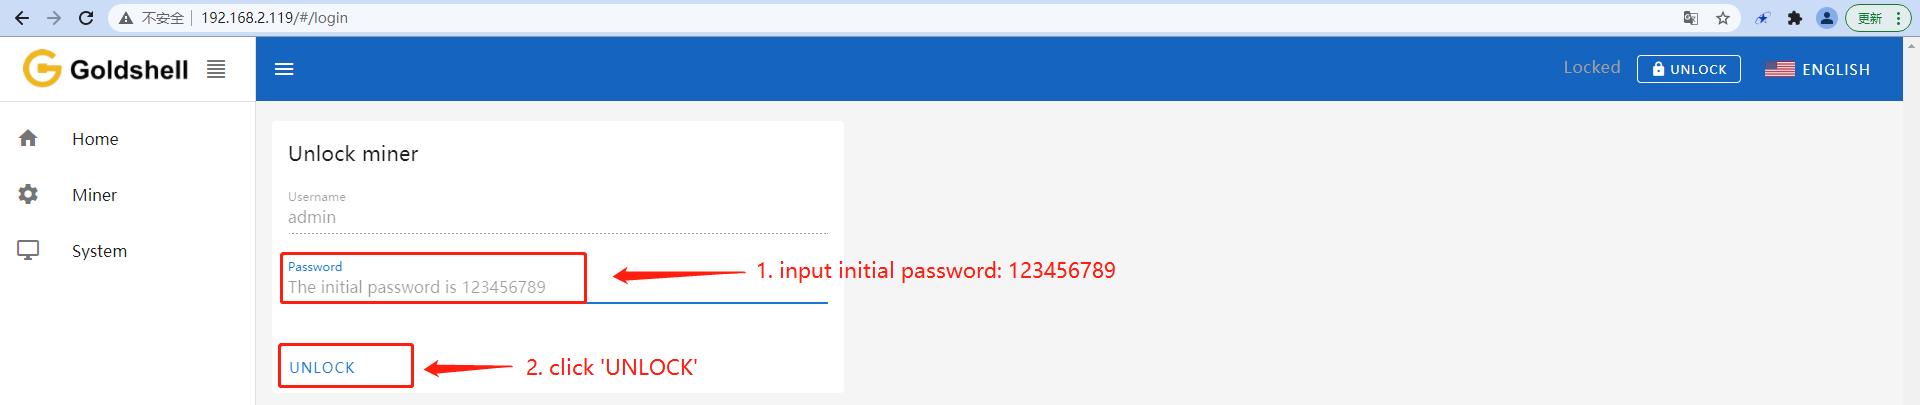 不安全 | 192.168.2.119/#/login
更新
Goldshell
Locked
UNLOCK
ENGLISH
Home
Miner
System
Unlock miner
Username
admin
Password
The initial password is 123456789
1. input initial password: 123456789
UNLOCK
2. click 'UNLOCK'